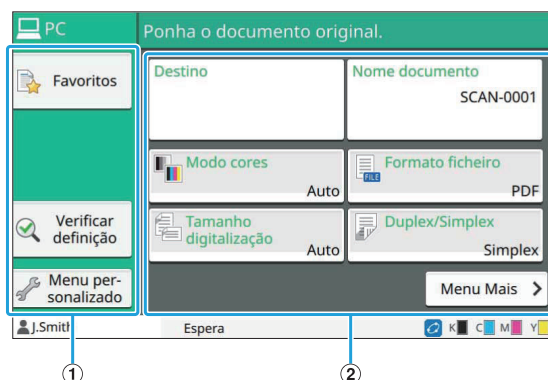 PC
Ponha o documento original.
Favoritos
Verificar
definição
Menu per-
sonalizado
Destino
Nome documento
SCAN-0001
Modo cores
Auto
Formato ficheiro
FILE
PDF
Tamanho
digitalização
Auto
Duplex/Simplex
Simplex
Menu Mais
J.Smith
Espera
K C M Y
1
2